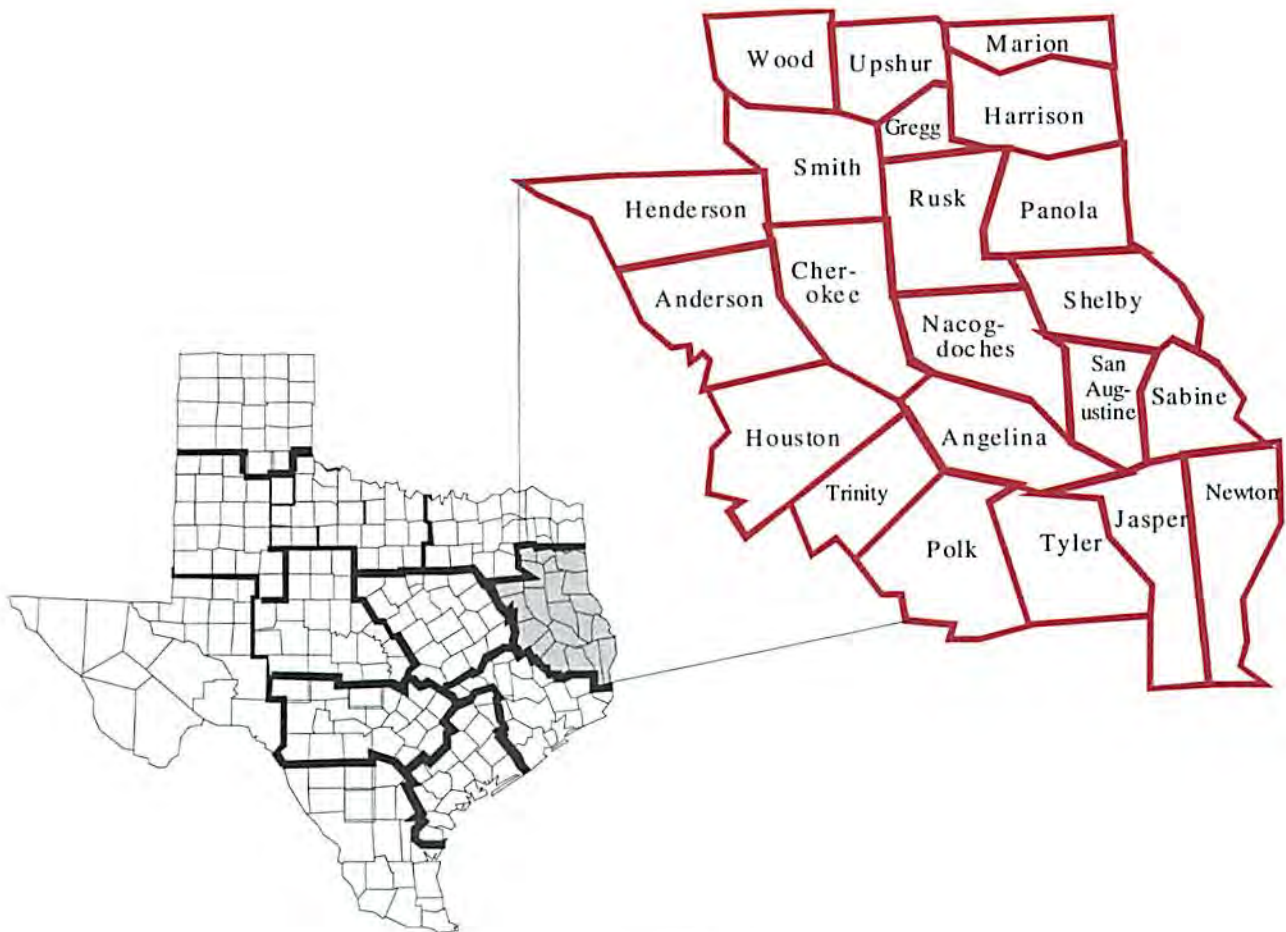 Wood
Upshur
Marion
Gregg
Harrison
Smith
Henderson
Rusk
Panola
Anderson
Cher-
okee
Shelby
Nacog-
doches
San
Aug-
ustine
Sabine
Houston
Angelina
Trinity
Polk
Tyler
Jasper
Newton